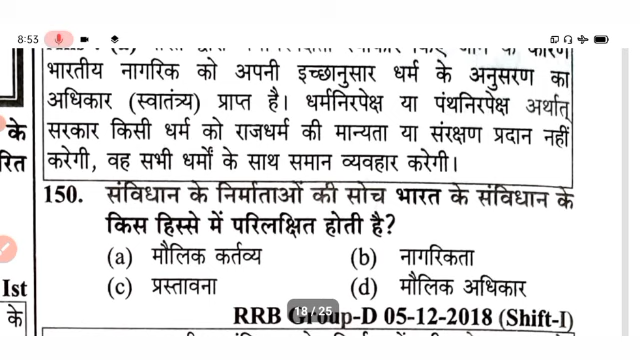 8:53
भारतीय नागरिक को अपनी इच्छानुसार धर्म के अनुसरण का
अधिकार (स्वातंत्र्य) प्राप्त है। धर्मनिरपेक्ष या पंथनिरपेक्ष अर्थात्
सरकार किसी धर्म को राजधर्म की मान्यता या संरक्षण प्रदान नहीं
के
रित
करेगी, वह सभी धर्मों के साथ समान व्यवहार करेगी।
150. संविधान के निर्माताओं की सोच भारत के संविधान के
किस हिस्से में परिलक्षित होती है?
(a) मौलिक कर्तव्य (b) नागरिकता
(c) प्रस्तावना (d) मौलिक अधिकार
Ist
के
18 / 25
RRB Group-D 05-12-2018 (Shift-I)